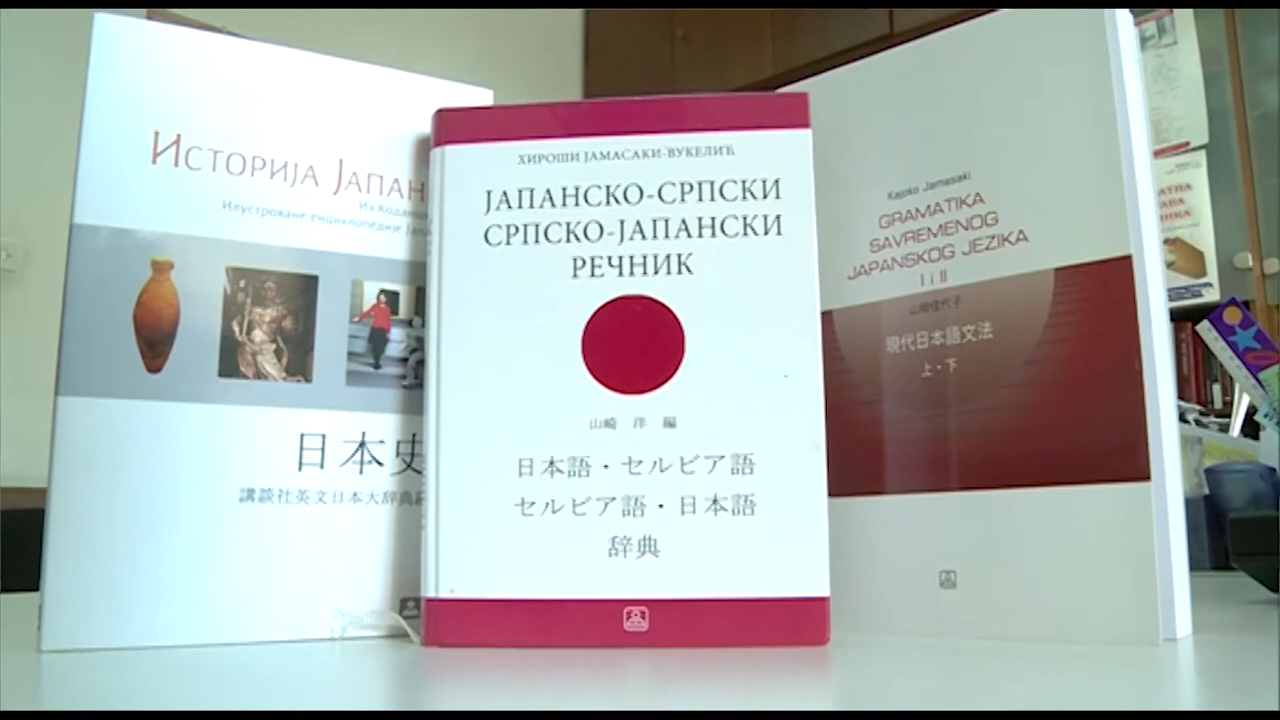 Историја Јапан
Из Кодан
Илустроване енциклопедије Јап
日本史
講談社英文日本大辞典
ХИРОШИ ЈАМАСАКИ-ВУКЕЛИЋ
ЈАПАНСКО-СРПСКИ
СРПСКО-ЈАПАНСКИ
РЕЧНИК
山崎 洋 編
日本語・セルビア語
セルビア語・日本語
辞典
Kajoko Jamasaki
GRAMATIKA
SAVREMENOG
JAPANSKOG JEZIKA
I i II
山崎佳代子
現代日本語文法
上・下